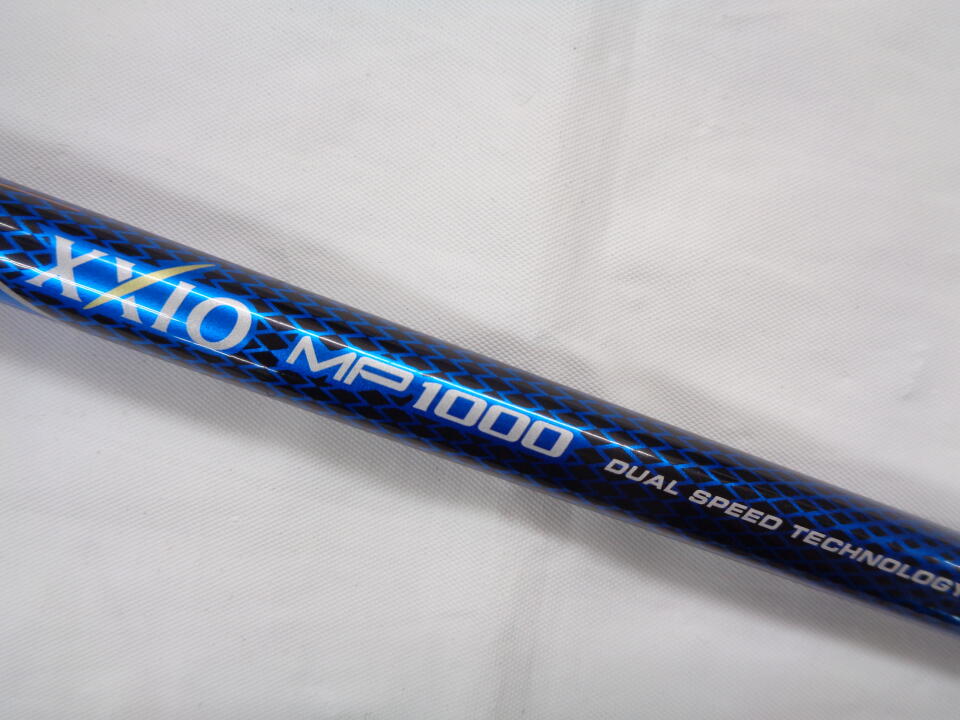 XXIO MP1000 DUAL SPEED TECHNOLOGY